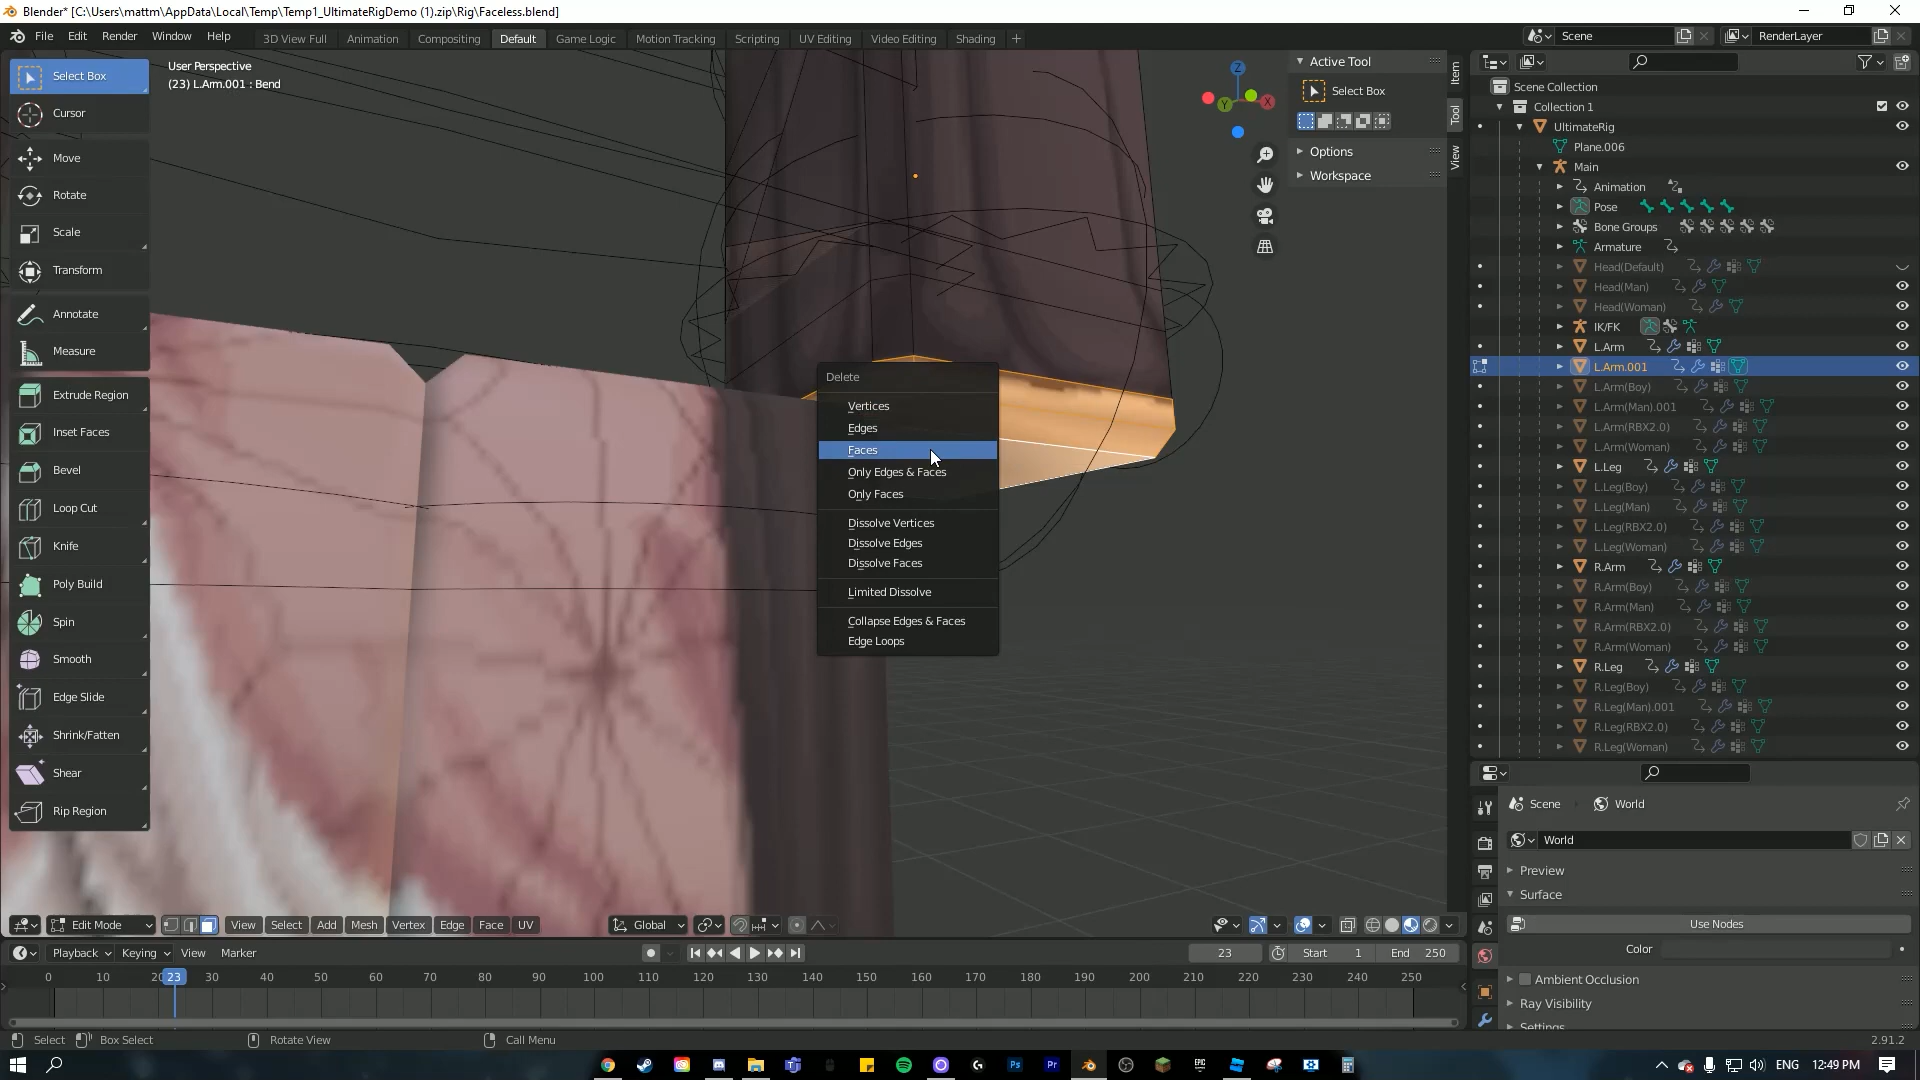 Blender* [C:\Users\mattm\AppData\Local\Temp\Temp1_UltimateRigDemo (1).zip\Rig\Faceless.blend]
File Edit Render Window Help 3D View Full Animation Compositing Default Game Logic Motion Tracking Scripting UV Editing Video Editing Shading + Scene RenderLayer
User Perspective
(23) L.Arm.001 : Bend
Select Box
Cursor
Move
Rotate
Scale
Transform
Annotate
Measure
Extrude Region
Inset Faces
Bevel
Loop Cut
Knife
Poly Build
Spin
Smooth
Edge Slide
Shrink/Fatten
Shear
Rip Region
Z
Y
X
Delete
Vertices
Edges
Faces
Only Edges & Faces
Only Faces
Dissolve Vertices
Dissolve Edges
Dissolve Faces
Limited Dissolve
Collapse Edges & Faces
Edge Loops
Active Tool
Select Box
Options
Workspace
Item
Tool
View
Scene Collection
Collection 1
UltimateRig
Plane.006
Main
Animation
Pose
Bone Groups
Armature
Head(Default)
Head(Man)
Head(Woman)
IK/FK
L.Arm
L.Arm.001
L.Arm(Boy)
L.Arm(Man).001
L.Arm(RBX2.0)
L.Arm(Woman)
L.Leg
L.Leg(Boy)
L.Leg(Man)
L.Leg(RBX2.0)
L.Leg(Woman)
R.Arm
R.Arm(Boy)
R.Arm(Man)
R.Arm(RBX2.0)
R.Arm(Woman)
R.Leg
R.Leg(Boy)
R.Leg(Man).001
R.Leg(RBX2.0)
R.Leg(Woman)
Scene World
World
Preview
Surface
Use Nodes
Color
Ambient Occlusion
Ray Visibility
Settings
Edit Mode View Select Add Mesh Vertex Edge Face UV Global
Playback Keying View Marker 23 Start 1 End 250
0 10 20 23 30 40 50 60 70 80 90 100 110 120 130 140 150 160 170 180 190 200 210 220 230 240 250
Select Box Select Rotate View Call Menu 2.91.2
Ps Pr EPIC ENG 12:49 PM